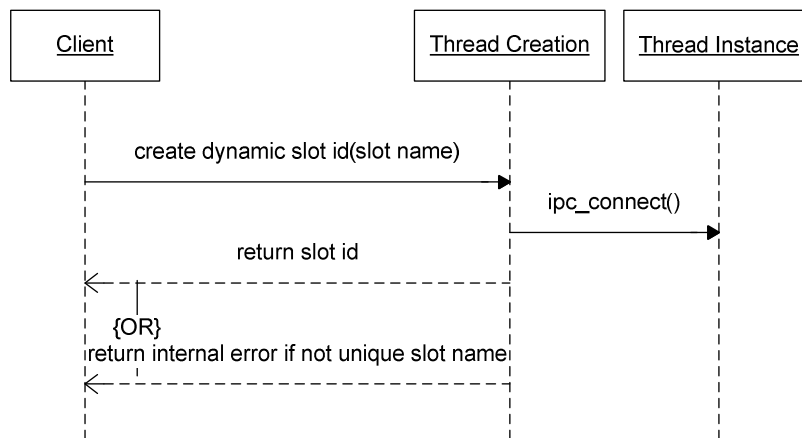 Client
Thread Creation
Thread Instance
create dynamic slot id(slot name)
ipc_connect()
return slot id
{OR}
return internal error if not unique slot name